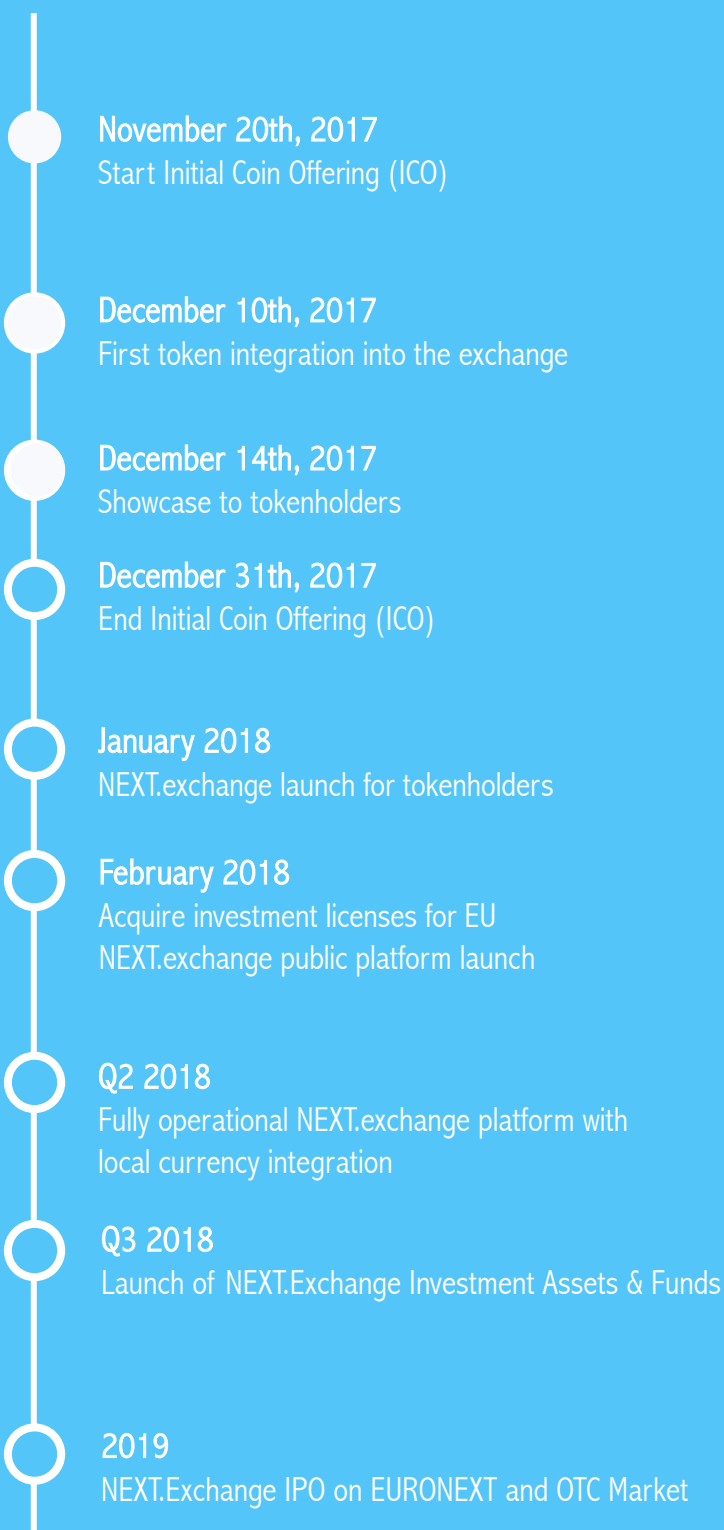 November 20th, 2017
Start Initial Coin Offering (ICO)
December 10th, 2017
First token integration into the exchange
December 14th, 2017
Showcase to tokenholders
December 31th, 2017
End Initial Coin Offering (ICO)
January 2018
NEXT.exchange launch for tokenholders
February 2018
Acquire investment licenses for EU
NEXT.exchange public platform launch
Q2 2018
Fully operational NEXT.exchange platform with
local currency integration
Q3 2018
Launch of NEXT.Exchange Investment Assets & Funds
2019
NEXT.Exchange IPO on EURONEXT and OTC Market